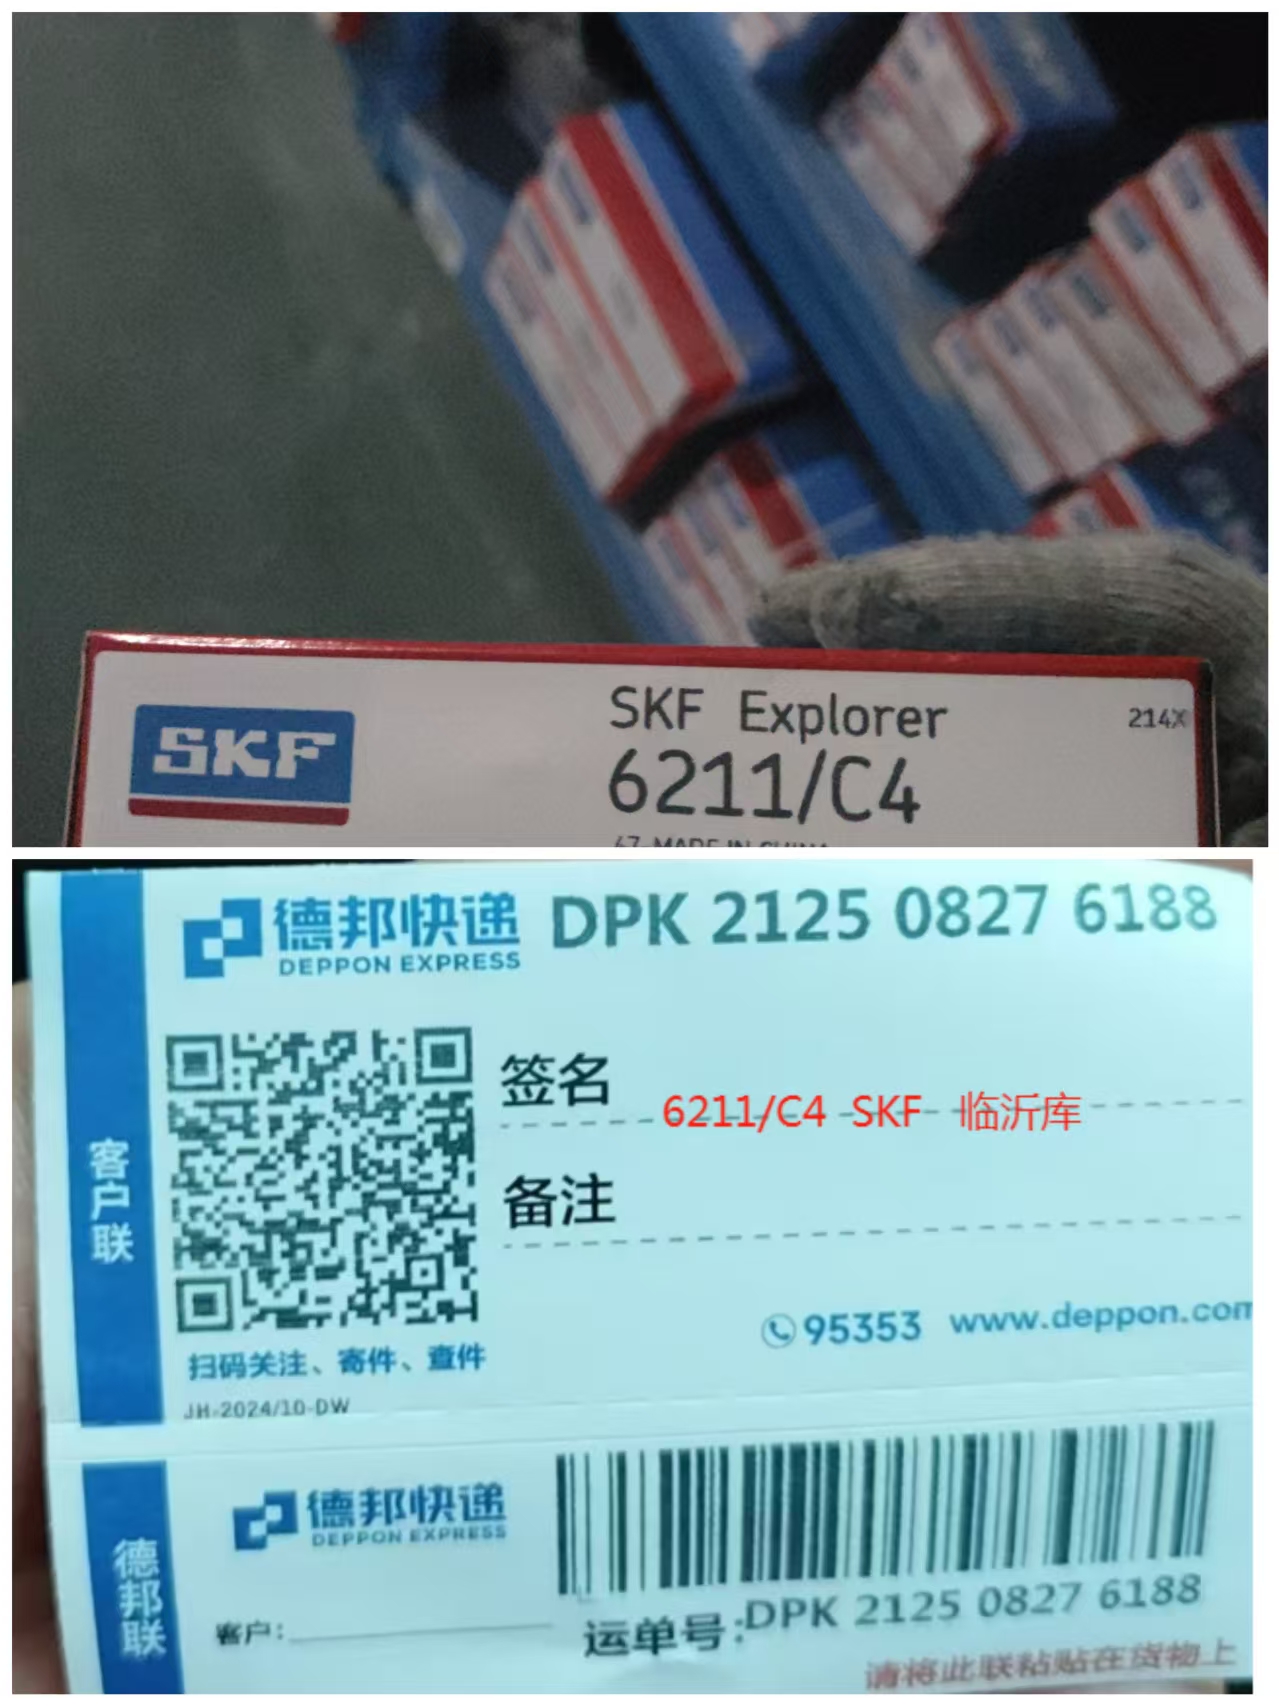 SKF
SKF Explorer
214X
6211/C4
德邦快递
DEPPON EXPRESS
DPK 2125 0827 6188
客户联
签名
6211/C4 SKF 临沂库
备注
95353 www.deppon.com
扫码关注、寄件、查件
JH-2024/10-DW
德邦联
德邦快递
DEPPON EXPRESS
客户:
运单号:DPK 2125 0827 6188
请将此联粘贴在货物上